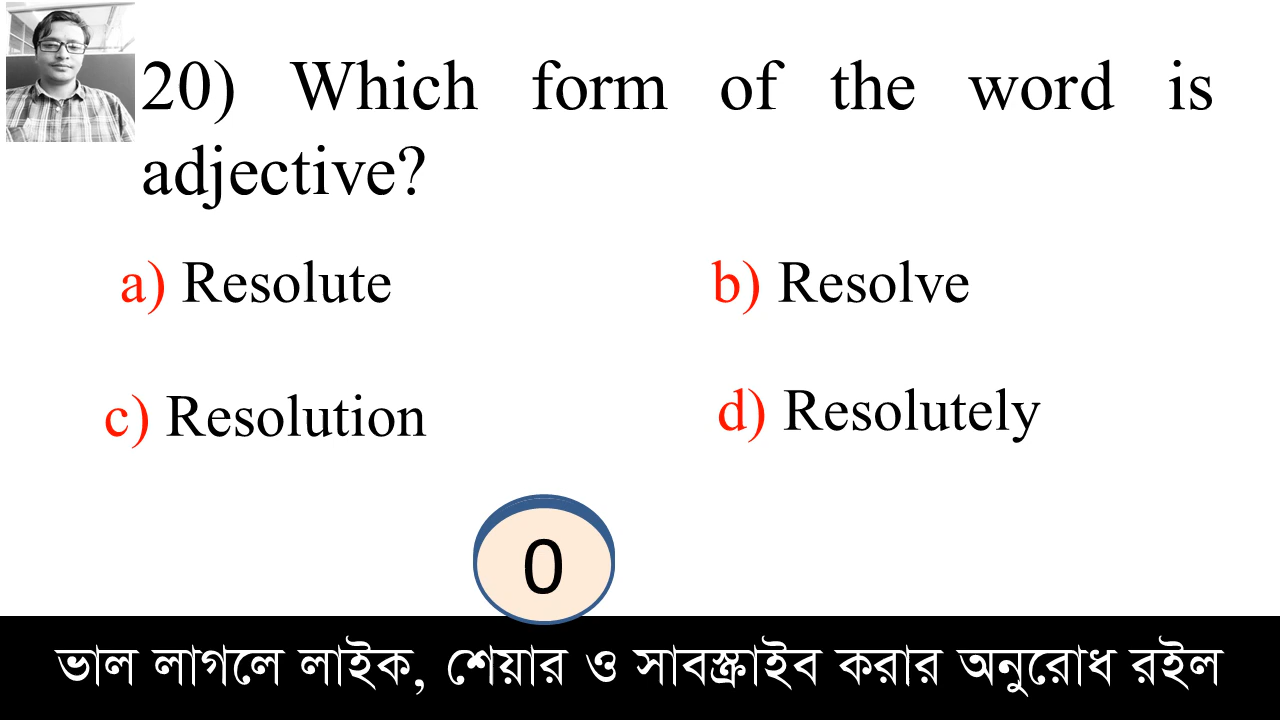 20) Which form of the word is
adjective?
a) Resolute b) Resolve
c) Resolution d) Resolutely
0
ভাল লাগলে লাইক, শেয়ার ও সাবস্ক্রাইব করার অনুরোধ রইল